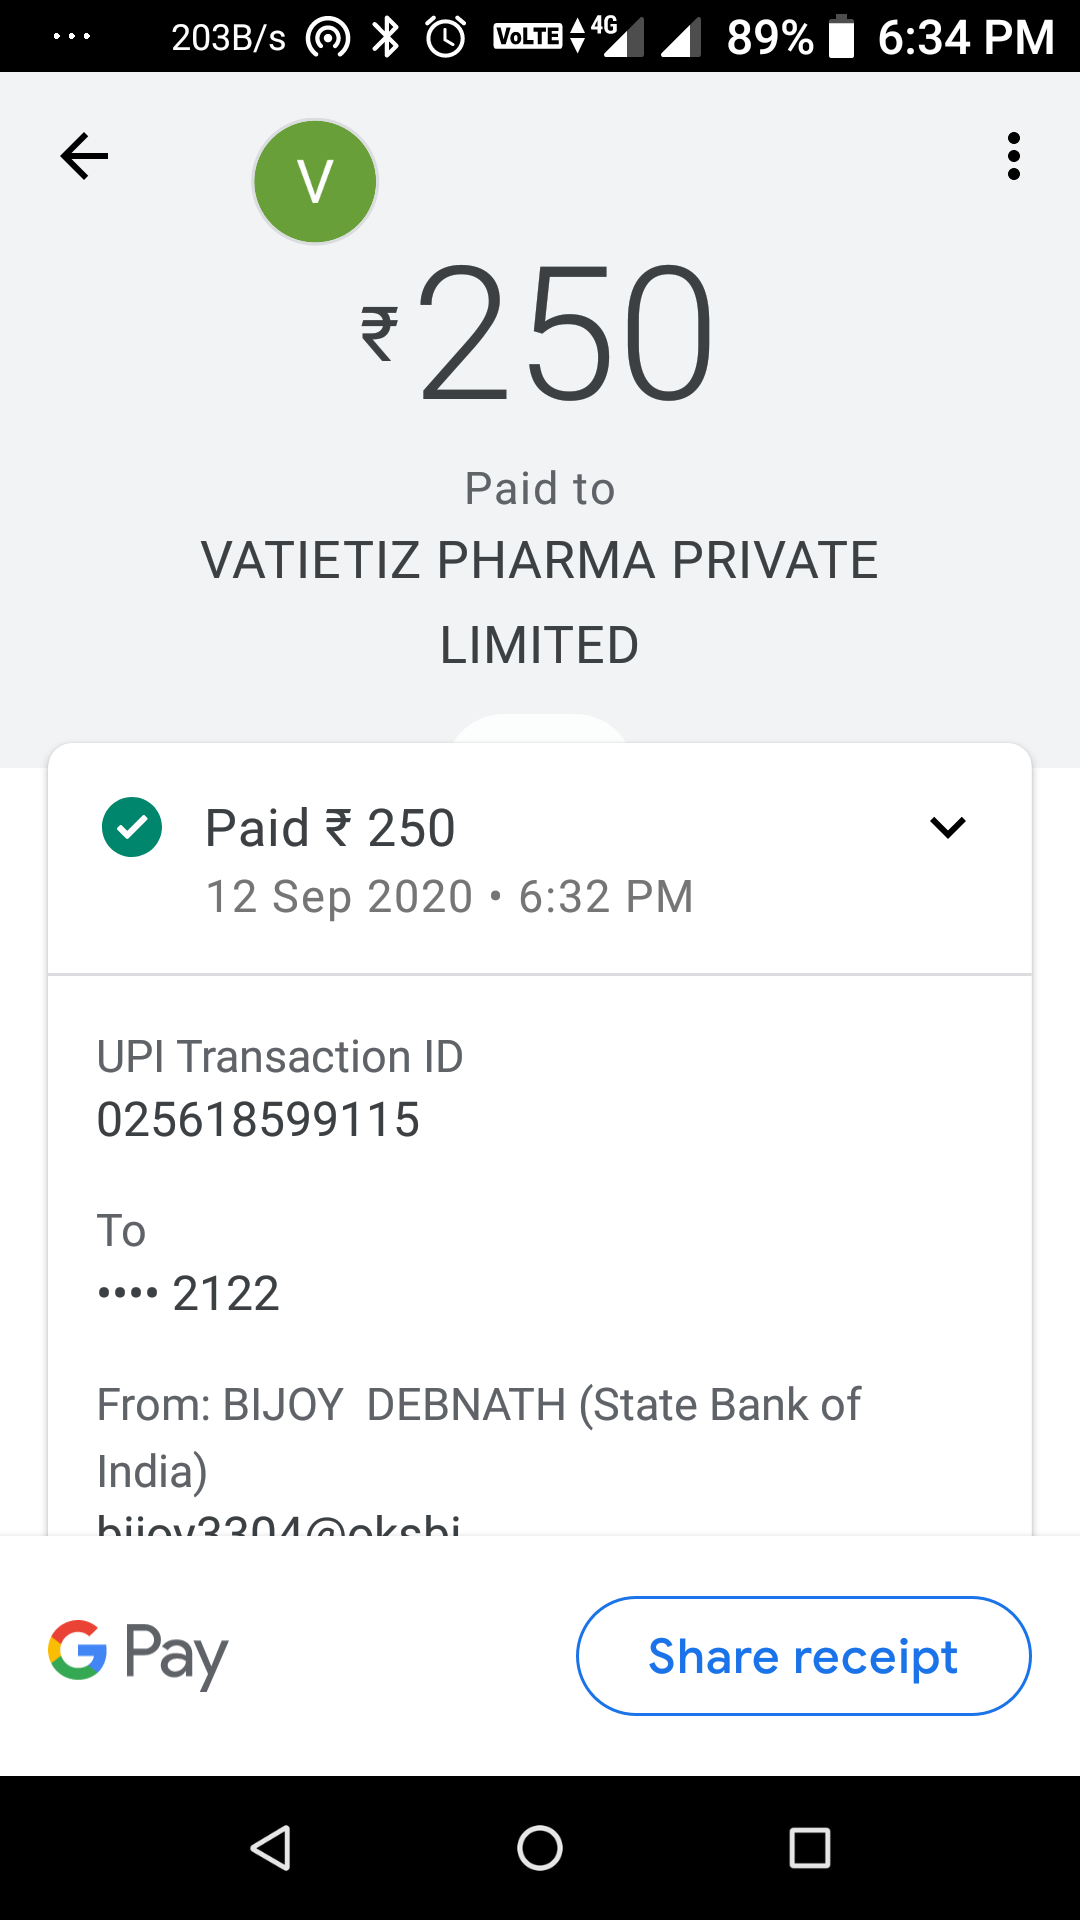 203B/s VoLTE 4G 89% 6:34 PM
V
₹250
Paid to
VATIETIZ PHARMA PRIVATE
LIMITED
Paid ₹ 250
12 Sep 2020 • 6:32 PM
UPI Transaction ID
025618599115
To
•••• 2122
From: BIJOY  DEBNATH (State Bank of
India)
bijoy3304@oksbi
G Pay
Share receipt